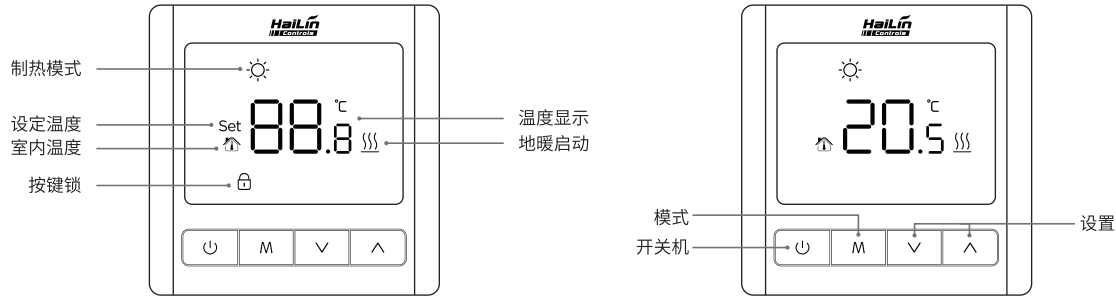 HaiLin
Controls
制热模式
设定温度
室内温度
按键锁
Set
88.8
℃
温度显示
地暖启动
M
HaiLin
Controls
20.5
℃
模式
开关机
设置
M